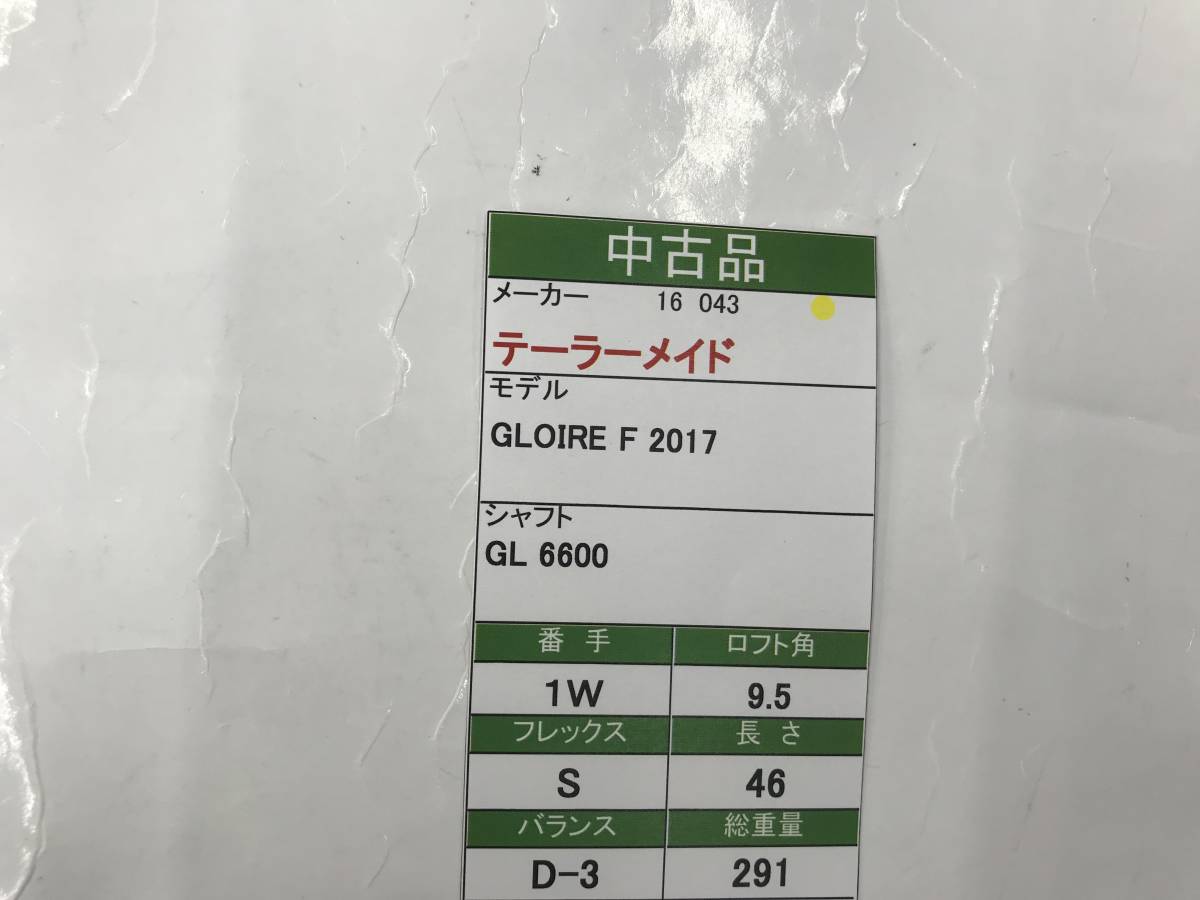 中古品
メーカー 16 043
テーラーメイド
モデル
GLOIRE F 2017
シャフト
GL 6600
番 手 ロフト角
1W 9.5
フレックス 長 さ
S 46
バランス 総重量
D-3 291